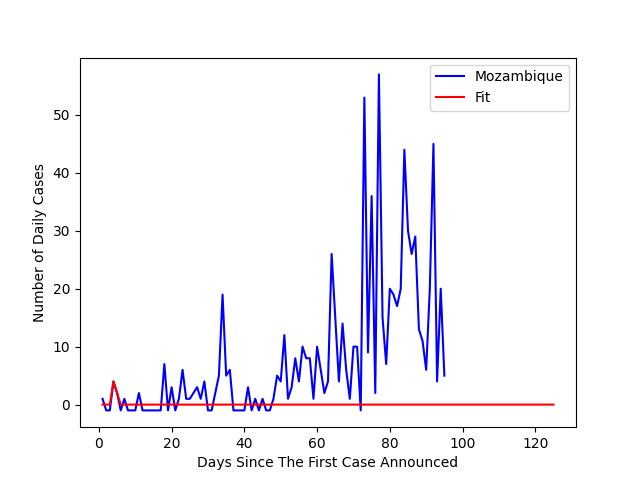 Mozambique
Fit
50
40
30
20
10
0
Number of Daily Cases
0 20 40 60 80 100 120
Days Since The First Case Announced